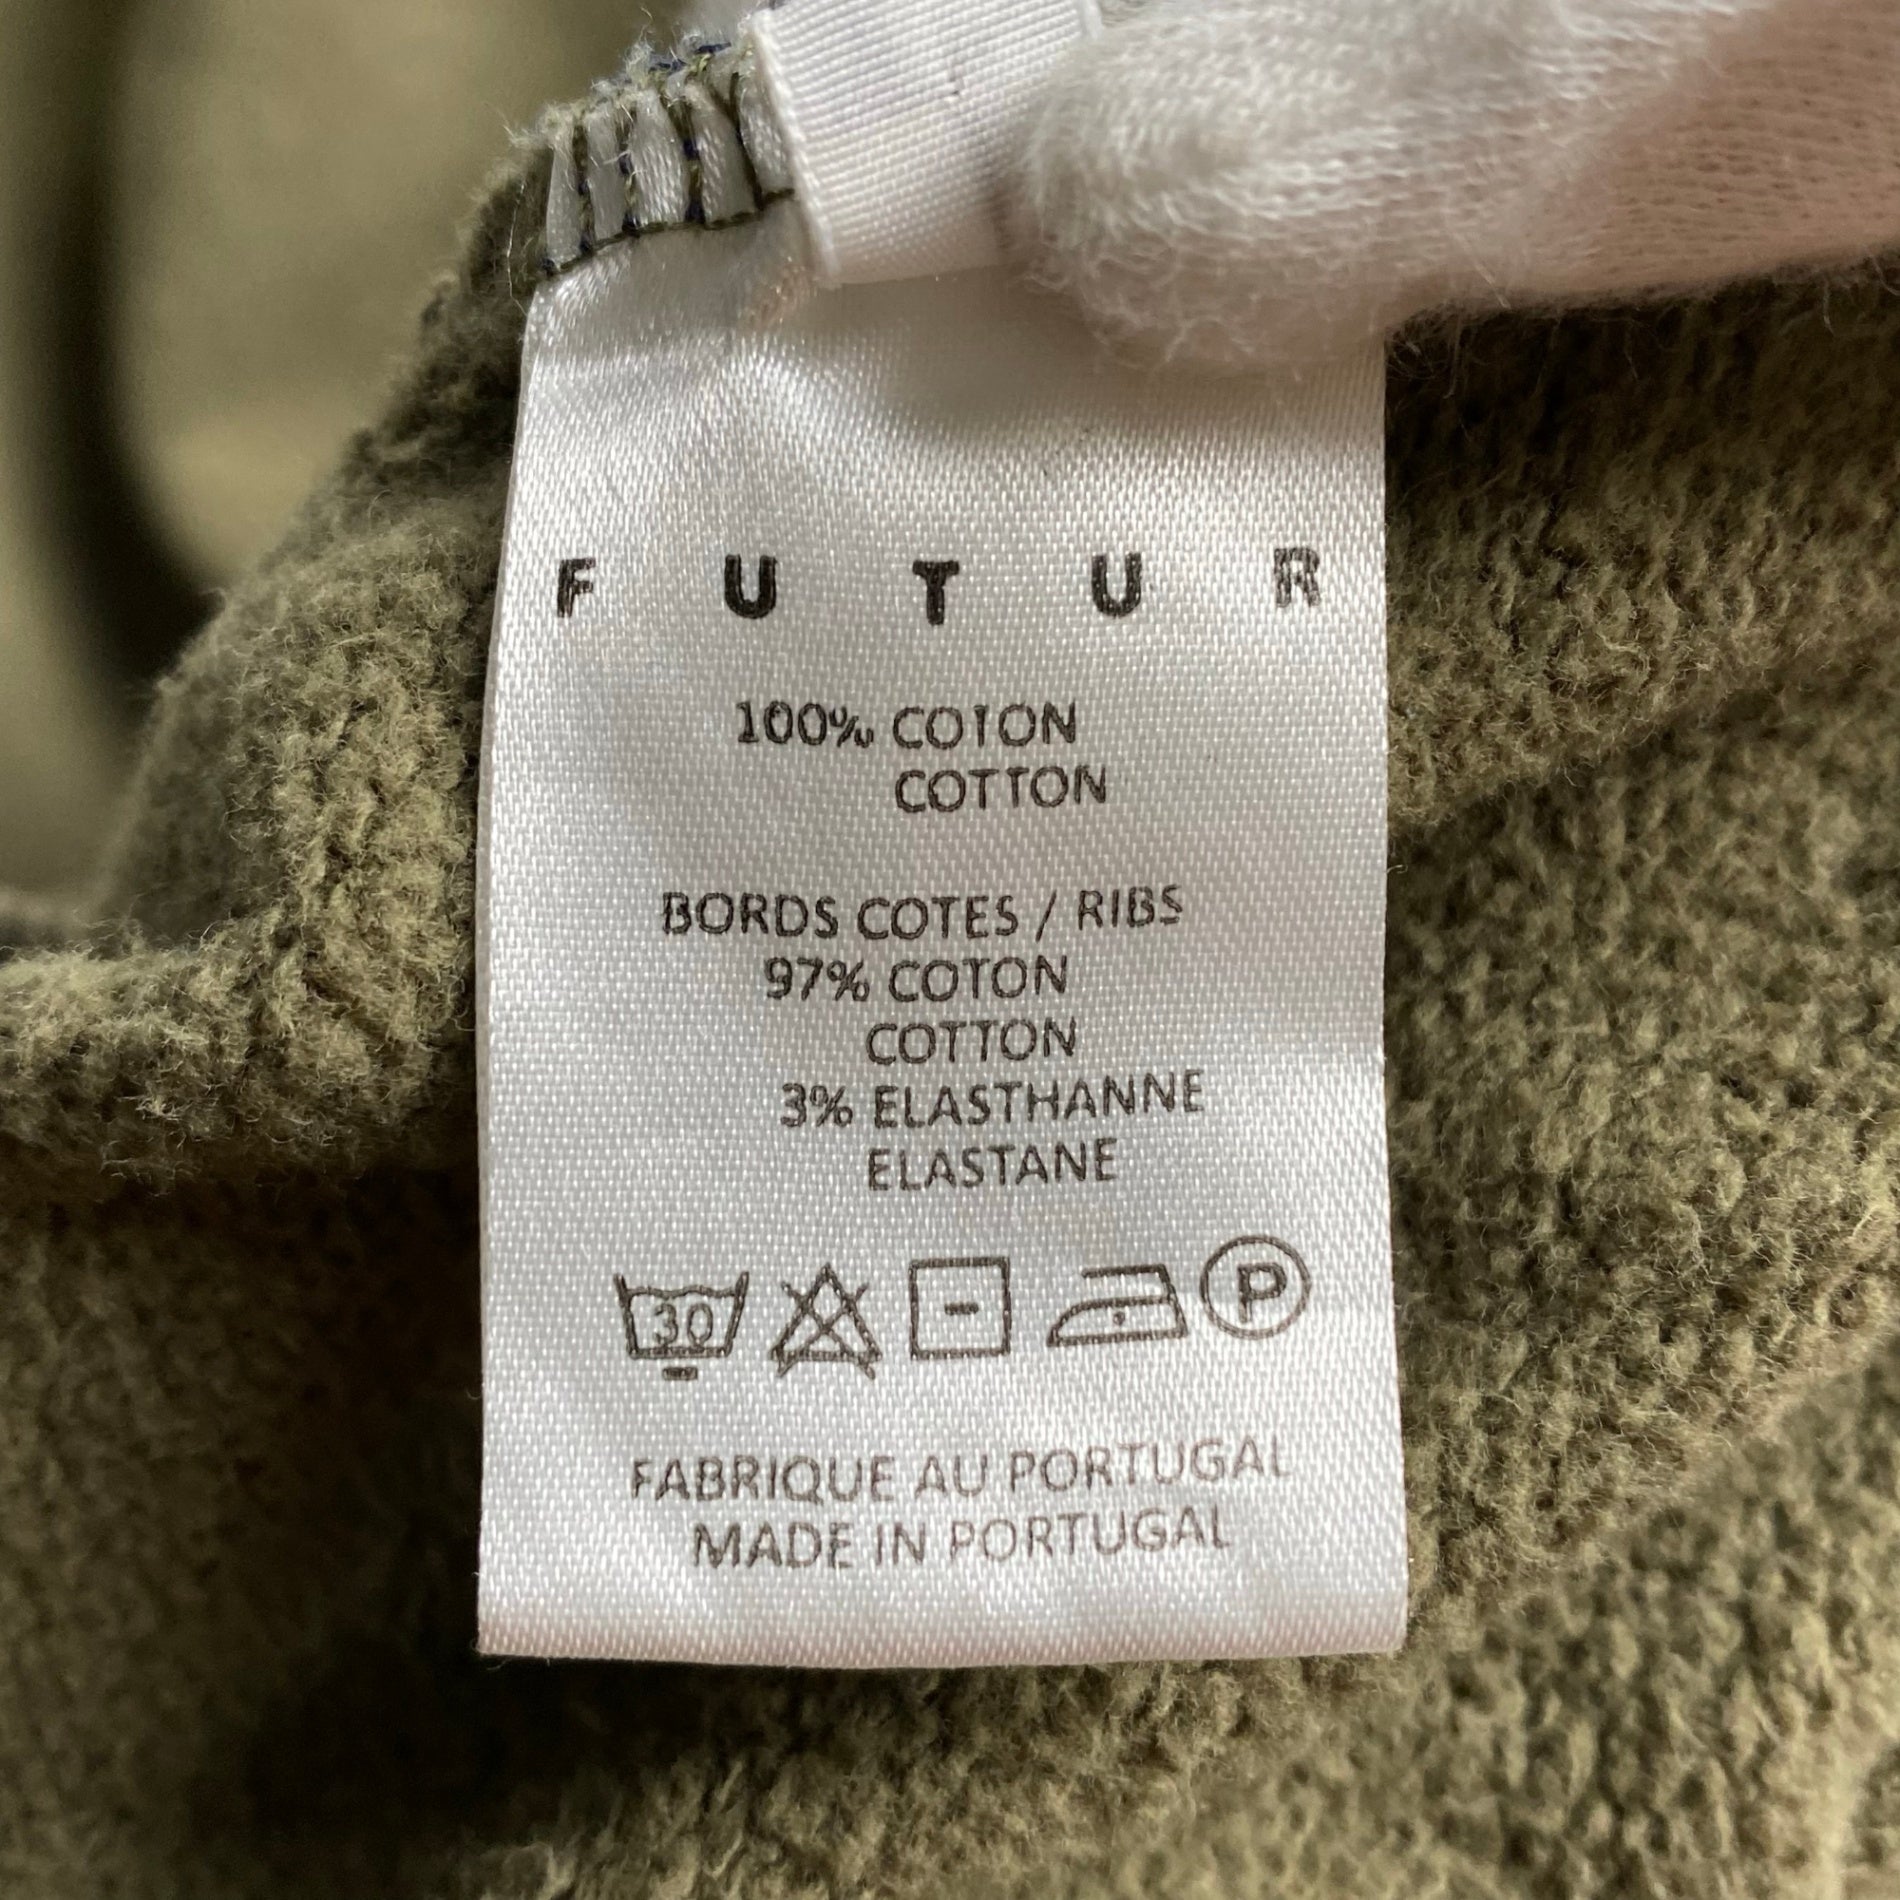 FUTUR
100% COTON
COTTON
BORDS COTES / RIBS
97% COTON
COTTON
3% ELASTHANNE
ELASTANE
30 P
FABRIQUE AU PORTUGAL
MADE IN PORTUGAL